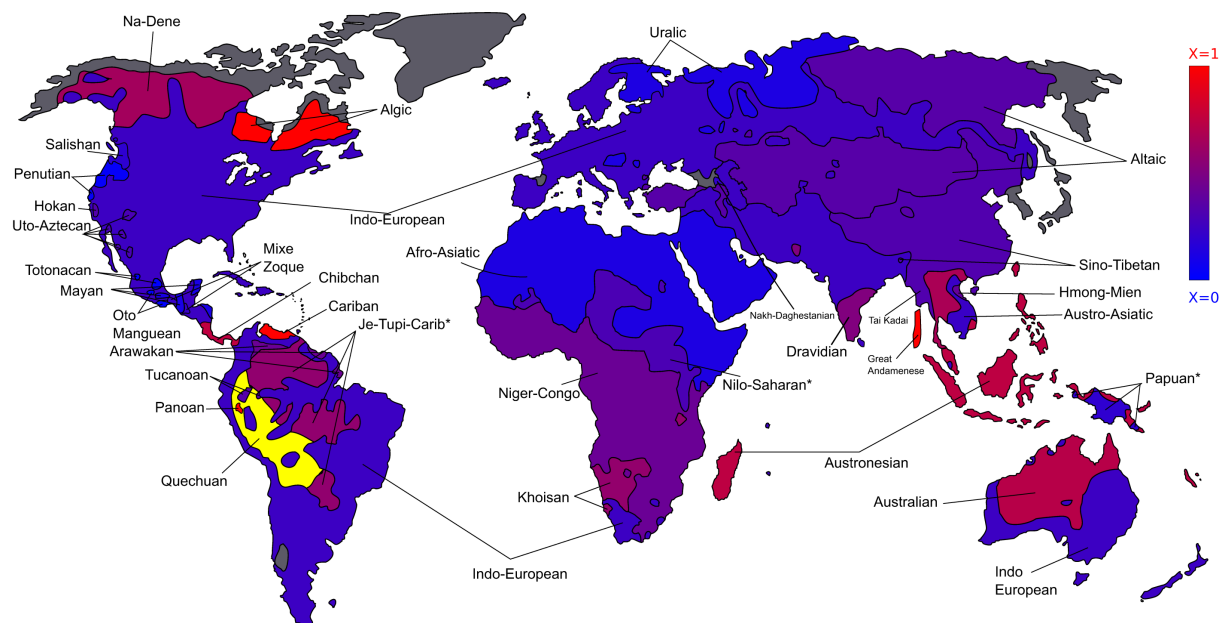 Na-Dene
Uralic
X=1
Algic
Salishan
Altaic
Penutian
Hokan
Indo-European
Uto-Aztecan
Mixe
Zoque
Afro-Asiatic
Totonacan
Sino-Tibetan
Mayan
Chibchan
Hmong-Mien
X=0
Oto
Manguean
Cariban
Nakh-Daghestanian
Tai Kadai
Austro-Asiatic
Je-Tupi-Carib*
Arawakan
Dravidian
Great
Andamenese
Tucanoan
Nilo-Saharan*
Papuan*
Niger-Congo
Panoan
Austronesian
Quechuan
Khoisan
Australian
Indo-European
Indo
European